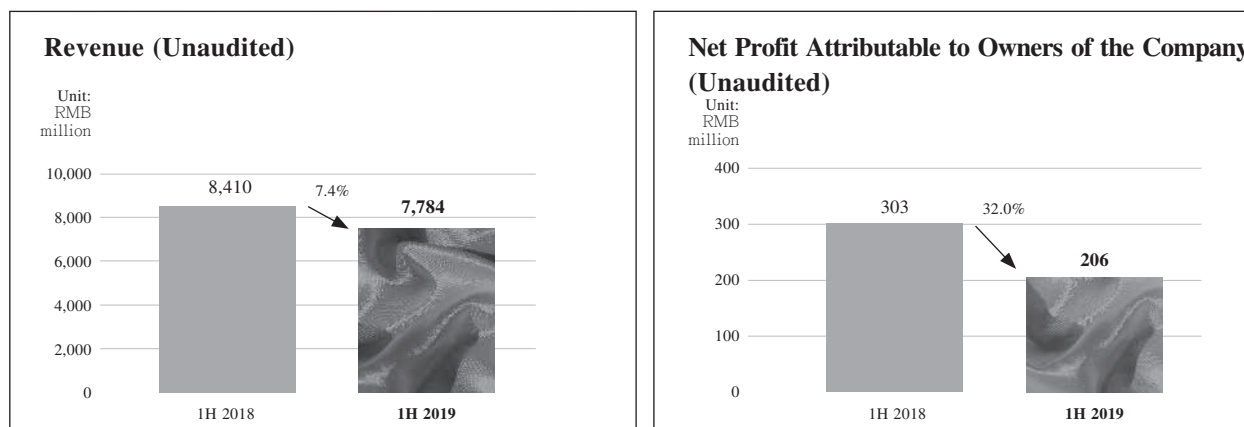 Revenue (Unaudited)
Unit:
RMB
million
10,000
8,000
6,000
4,000
2,000
0
8,410
7.4%
7,784
1H 2018
1H 2019
Net Profit Attributable to Owners of the Company
(Unaudited)
Unit:
RMB
million
400
300
200
100
0
303
32.0%
206
1H 2018
1H 2019